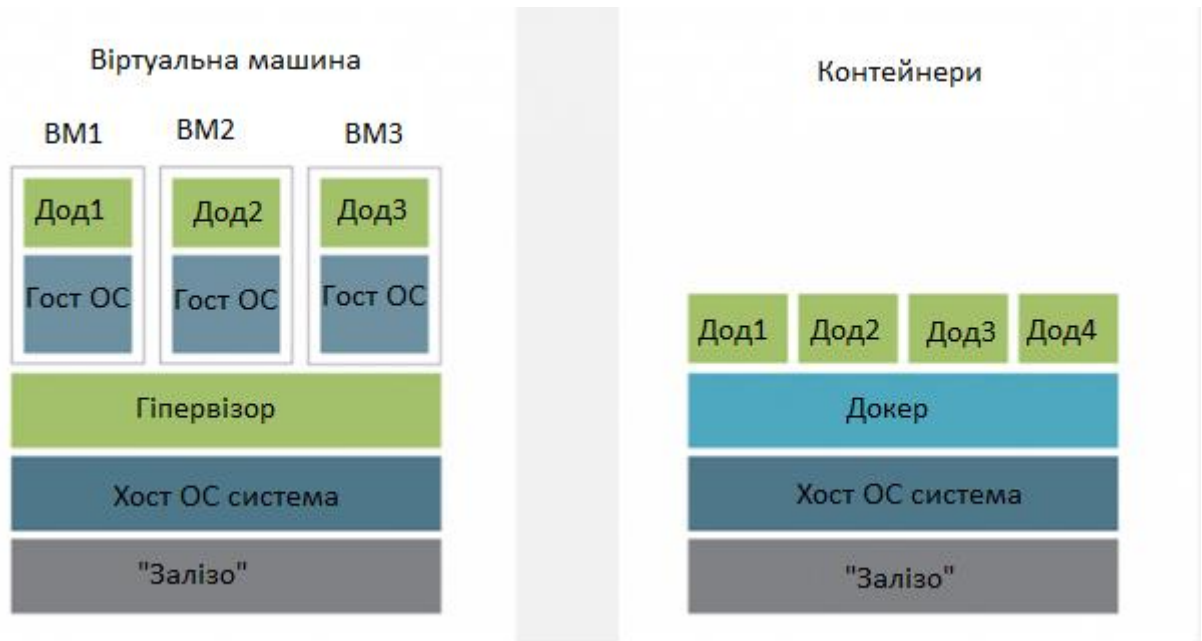 Віртуальна машина
ВМ1 ВМ2 ВМ3
Дод1 Дод2 Дод3
Гост ОС Гост ОС Гост ОС
Гіпервізор
Хост ОС система
"Залізо"
Контейнери
Дод1 Дод2 Дод3 Дод4
Докер
Хост ОС система
"Залізо"